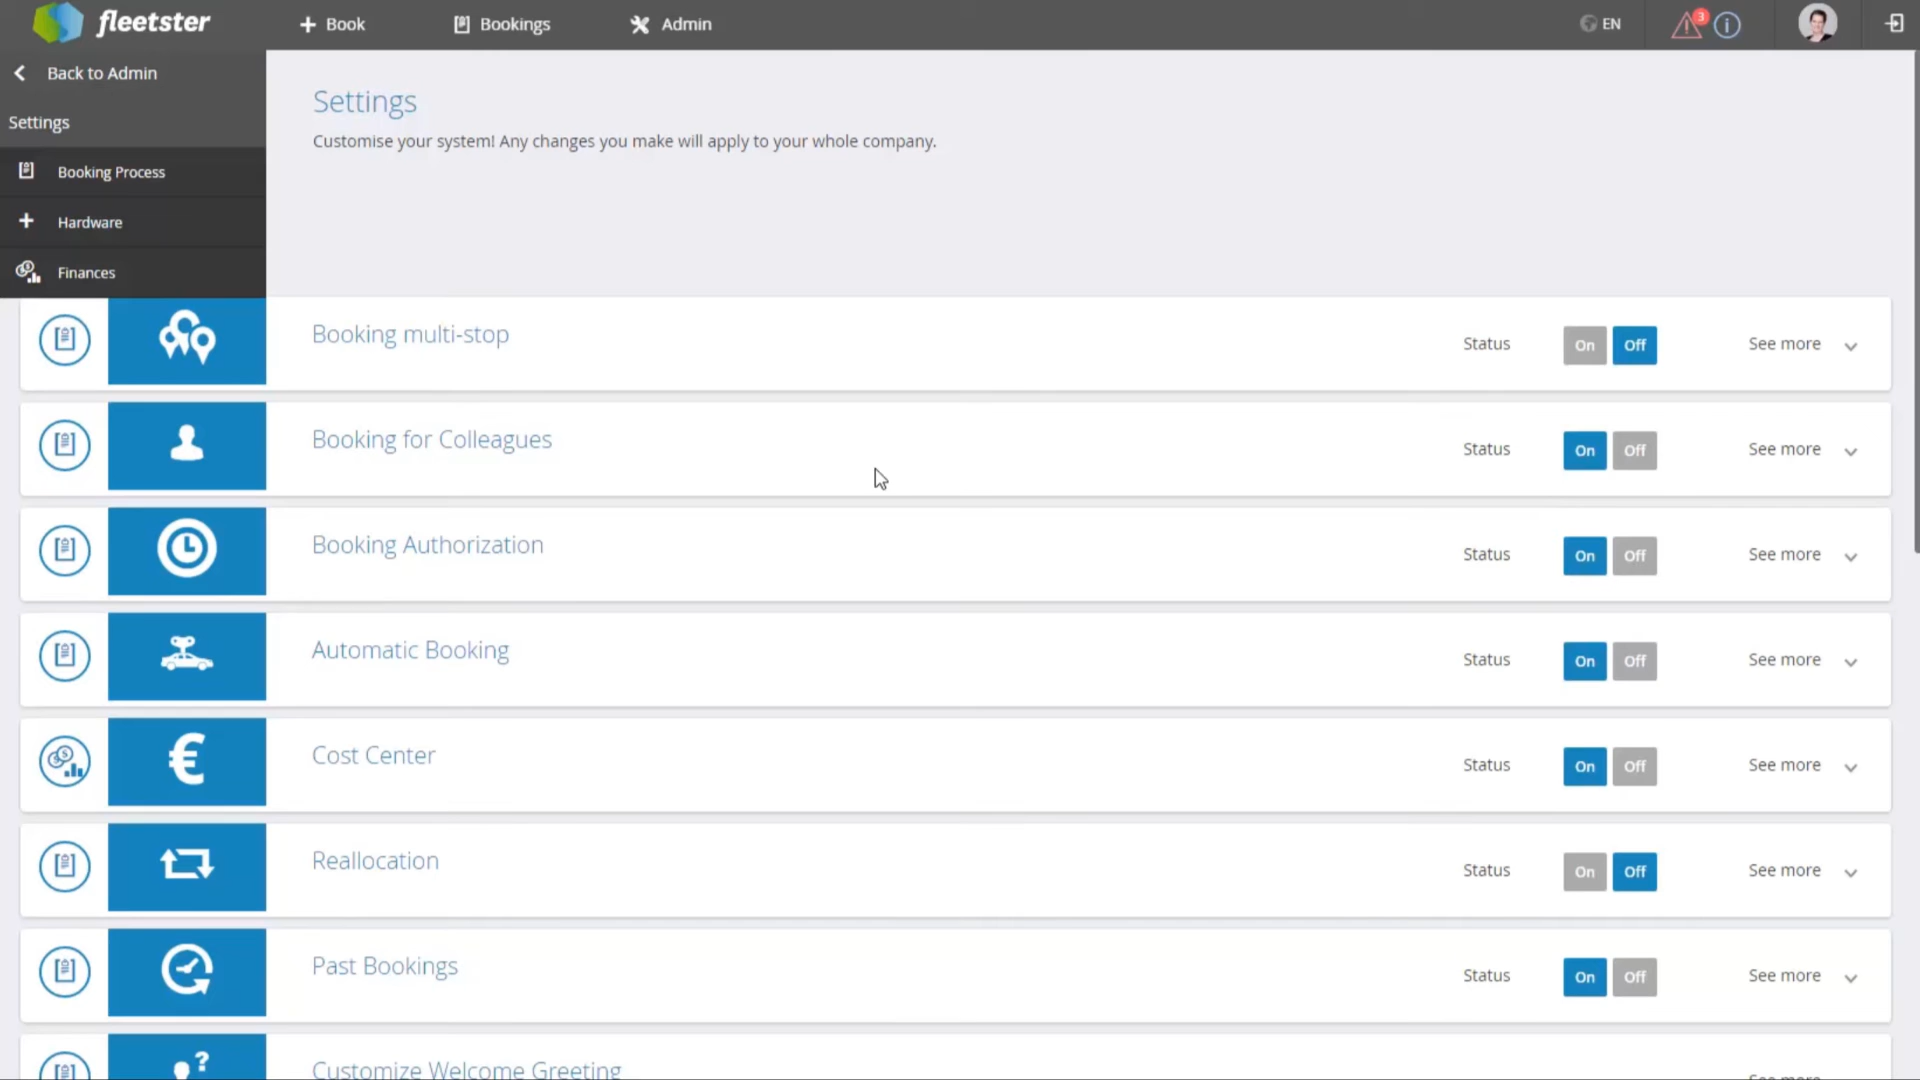 fleetster
Book
Bookings
Admin
EN
3
i
Back to Admin
Settings
Booking Process
Hardware
Finances
Settings
Customise your system! Any changes you make will apply to your whole company.
Booking multi-stop
Status
On
Off
See more
Booking for Colleagues
Status
On
Off
See more
Booking Authorization
Status
On
Off
See more
Automatic Booking
Status
On
Off
See more
€
Cost Center
Status
On
Off
See more
Reallocation
Status
On
Off
See more
Past Bookings
Status
On
Off
See more
?
Customize Welcome Greeting
See more